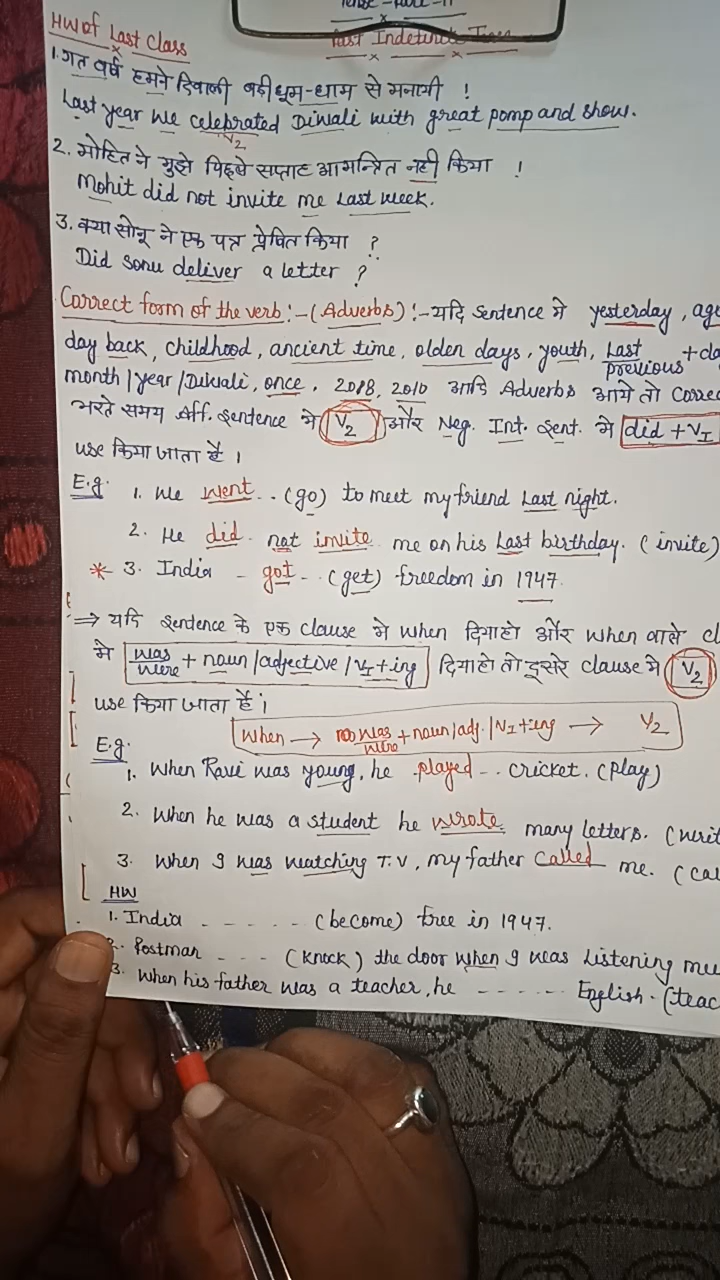 Tense - Part - II
HW of Last Class
Past Indefinite Tense
1. गत वर्ष हमने दिवाली बड़ी धूम-धाम से मनायी !
Last year we celebrated Diwali with great pomp and show.
V2
2. मोहित ने मुझे पिछले सप्ताह आमन्त्रित नहीं किया !
Mohit did not invite me Last week.
3. क्या सोनू ने एक पत्र प्रेषित किया ?
Did sonu deliver a letter ?
Correct form of the verb :- (Adverbs) :- यदि sentence मे yesterday, ago
day back, childhood, ancient time, olden days, youth, Last
previous
month / year / Diwali, once, 2018, 2010 आदि Adverbs आये तो
भरते समय Aff. sentence मे V2 और Neg. Int. sent. मे did + VI
use किया जाता है ।
E.g. 1. We went .. (go) to meet my friend Last night.
2. He did not invite me on his Last birthday. (invite)
* 3. India - got .. (get) freedom in 1947
⇒ यदि sentence के एक clause मे when दिया हो और when वाले
मे was/were + noun / adjective / VI + ing दिया हो तो दूसरे clause मे V2
use किया जाता है ।
When → was/were + noun / adj. / VI + ing → V2
E.g.
1. When Ravi was young, he played .. cricket. (Play)
2. When he was a student he wrote many letters.
3. When I was watching T.V, my father called me.
HW
1. India - - - - - (become) free in 1947.
2. Postman - - - (knock) the door when I was Listening
3. When his father was a teacher, he - - - - - - English.